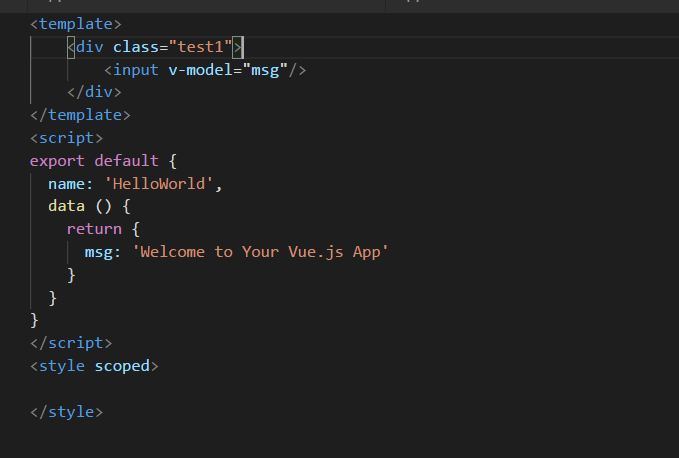 <template>
    <div class="test1">
        <input v-model="msg"/>
    </div>
</template>
<script>
export default {
  name: 'HelloWorld',
  data () {
    return {
      msg: 'Welcome to Your Vue.js App'
    }
  }
}
</script>
<style scoped>

</style>